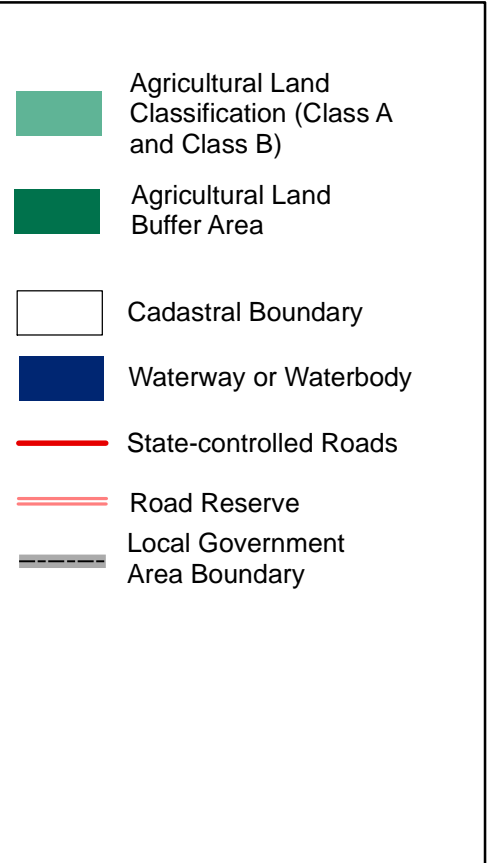 Agricultural Land
Classification (Class A
and Class B)
Agricultural Land
Buffer Area
Cadastral Boundary
Waterway or Waterbody
State-controlled Roads
Road Reserve
Local Government
Area Boundary